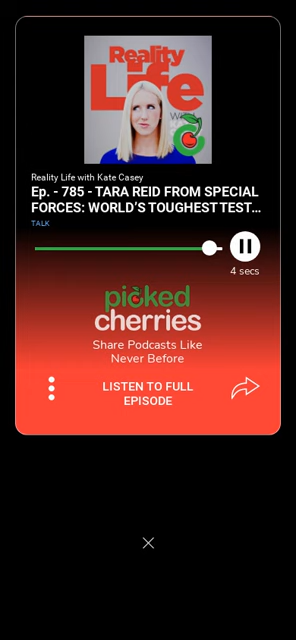 Reality
Life
Reality Life with Kate Casey
Ep. - 785 - TARA REID FROM SPECIAL
FORCES: WORLD'S TOUGHEST TEST...
TALK
4 secs
picked
cherries
Share Podcasts Like
Never Before
LISTEN TO FULL
EPISODE